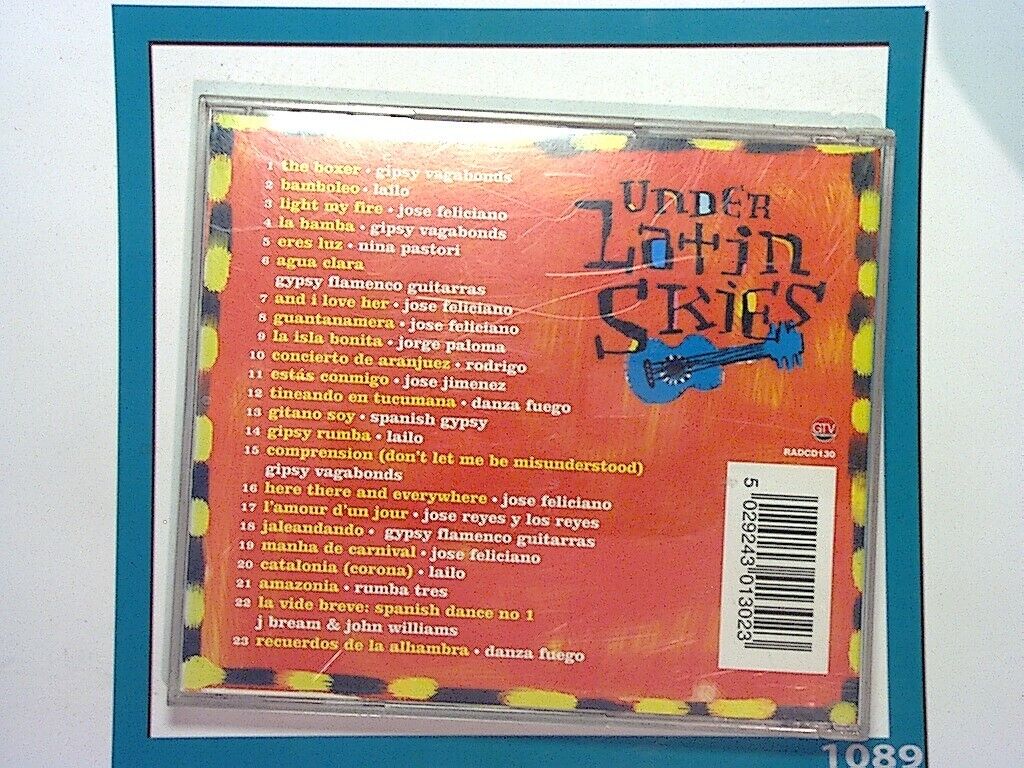 1 the boxer • gipsy vagabonds
2 bamboleo • lailo
3 light my fire • jose feliciano
4 la bamba • gipsy vagabonds
5 eres luz • nina pastori
6 agua clara
gypsy flamenco guitarras
7 and i love her • jose feliciano
8 guantanamera • jose feliciano
9 la isla bonita • jorge paloma
10 concierto de aranjuez • rodrigo
11 estás conmigo • jose jimenez
12 tineando en tucumana • danza fuego
13 gitano soy • spanish gypsy
14 gipsy rumba • lailo
15 comprension (don't let me be misunderstood)
gipsy vagabonds
16 here there and everywhere • jose feliciano
17 l'amour d'un jour • jose reyes y los reyes
18 jaleandando • gypsy flamenco guitarras
19 manha de carnival • jose feliciano
20 catalonia (corona) • lailo
21 amazonia • rumba tres
22 la vide breve: spanish dance no 1
j bream & john williams
23 recuerdos de la alhambra • danza fuego
UNDER
Latin
SKiES
GTV
RADCD130
5 029243 013023
1089